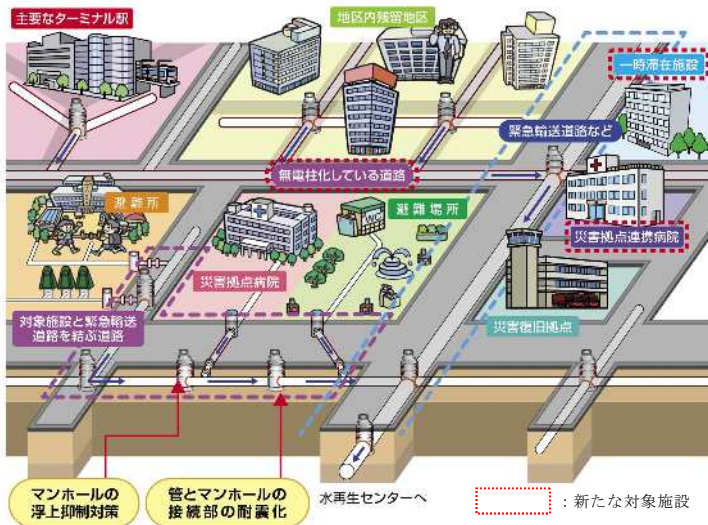 主要なターミナル駅
地区内残留地区
一時滞在施設
緊急輸送道路など
無電柱化している道路
避難所
避難場所
災害拠点病院
災害拠点連携病院
対象施設と緊急輸送
道路を結ぶ道路
災害復旧拠点
マンホールの
浮上抑制対策
管とマンホールの
接続部の耐震化
水再生センターへ
：新たな対象施設